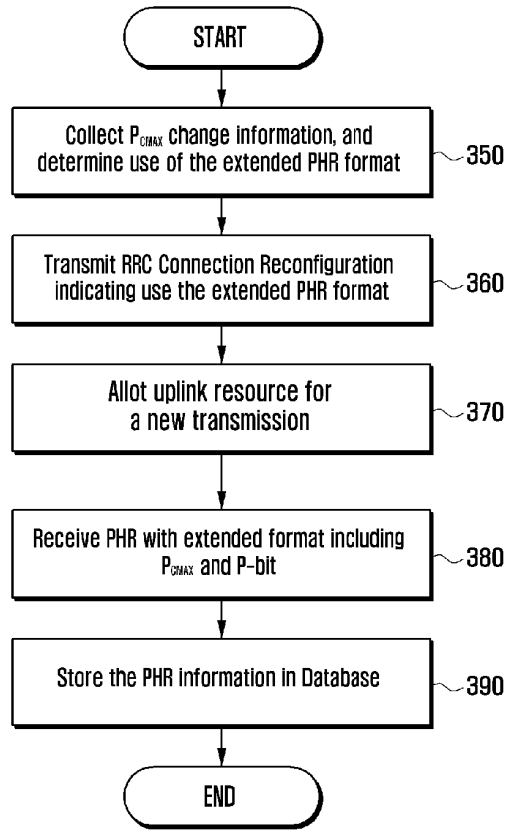 START
Collect PCMAX change information, and
determine use of the extended PHR format
350
Transmit RRC Connection Reconfiguration
indicating use the extended PHR format
360
Allot uplink resource for
a new transmission
370
Receive PHR with extended format including
PCMAX and P-bit
380
Store the PHR information in Database
390
END